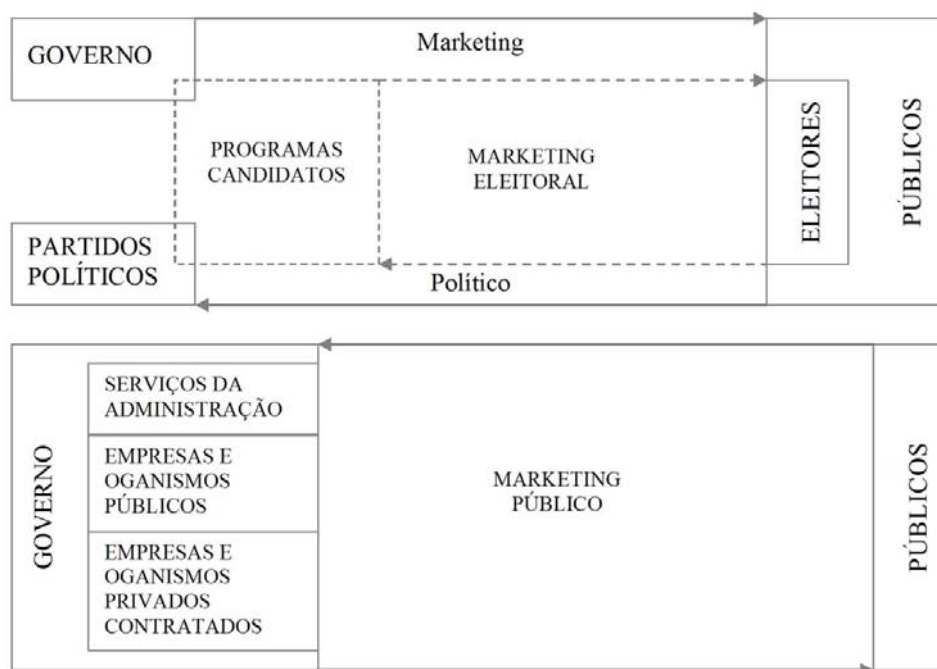 GOVERNO
Marketing
PROGRAMAS
CANDIDATOS
MARKETING
ELEITORAL
ELEITORES
PÚBLICOS
PARTIDOS
POLÍTICOS
Político
GOVERNO
SERVIÇOS DA
ADMINISTRAÇÃO
EMPRESAS E
OGANISMOS
PÚBLICOS
EMPRESAS E
OGANISMOS
PRIVADOS
CONTRATADOS
MARKETING
PÚBLICO
PÚBLICOS